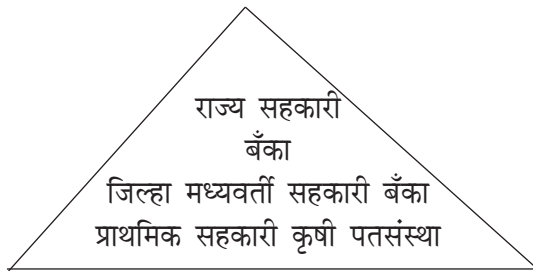 राज्य सहकारी
बँका
जिल्हा मध्यवर्ती सहकारी बँका
प्राथमिक सहकारी कृषी पतसंस्था